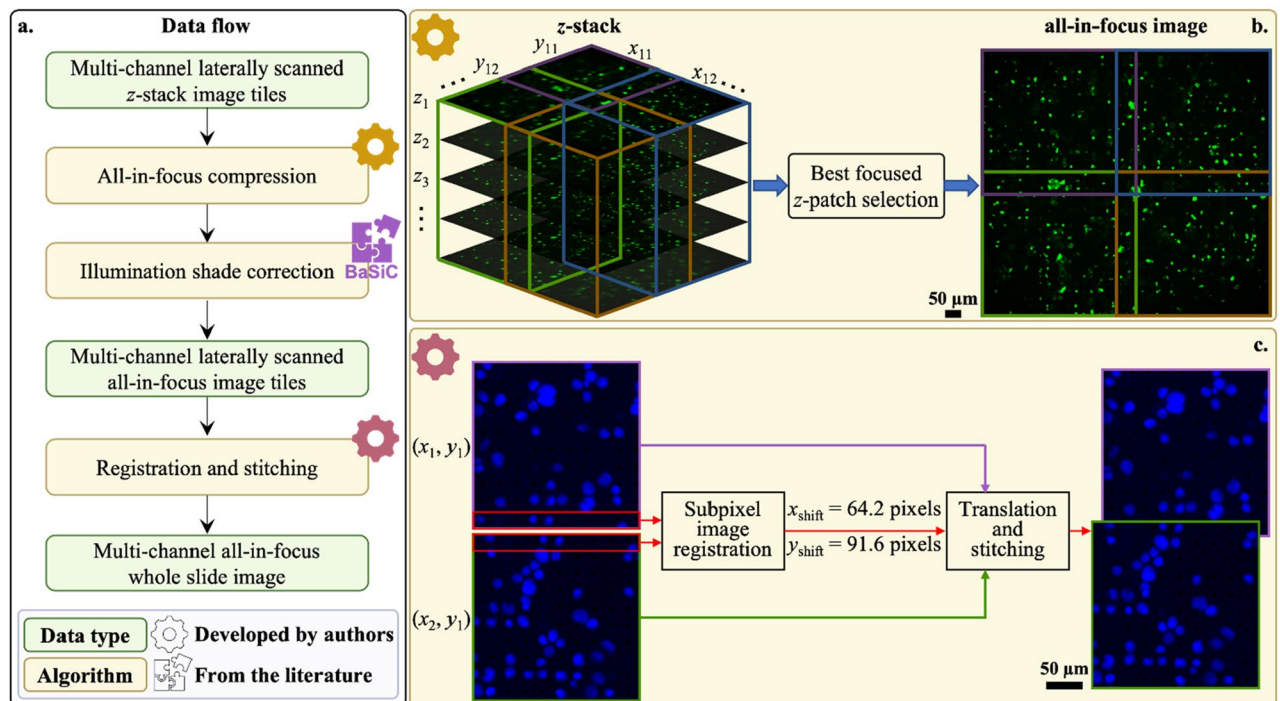 a.
Data flow
Multi-channel laterally scanned
z-stack image tiles
All-in-focus compression
Illumination shade correction
BaSiC
Multi-channel laterally scanned
all-in-focus image tiles
Registration and stitching
Multi-channel all-in-focus
whole slide image
Data type
Developed by authors
Algorithm
From the literature
b.
z-stack
all-in-focus image
y₁₁
x₁₁
y₁₂
x₁₂
z₁
z₂
z₃
Best focused
z-patch selection
50 µm
c.
(x₁, y₁)
(x₂, y₁)
Subpixel
image
registration
xshift = 64.2 pixels
yshift = 91.6 pixels
Translation
and
stitching
50 µm